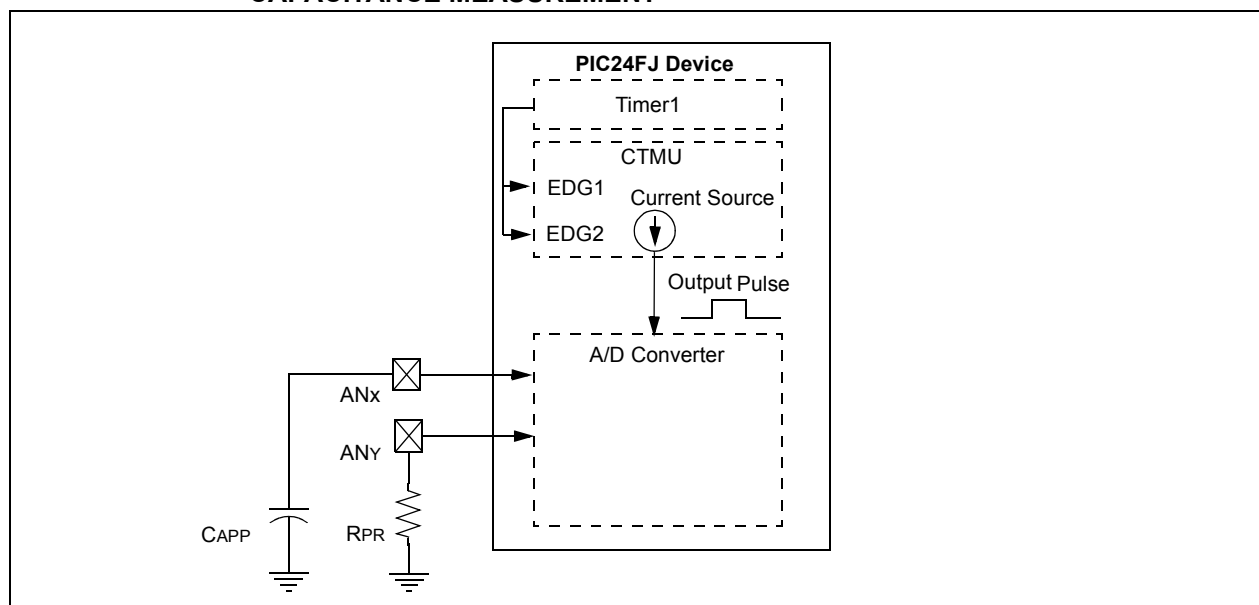 CAPACITANCE MEASUREMENT
PIC24FJ Device
Timer1
CTMU
EDG1
Current Source
EDG2
Output Pulse
A/D Converter
ANX
ANY
CAPP
RPR